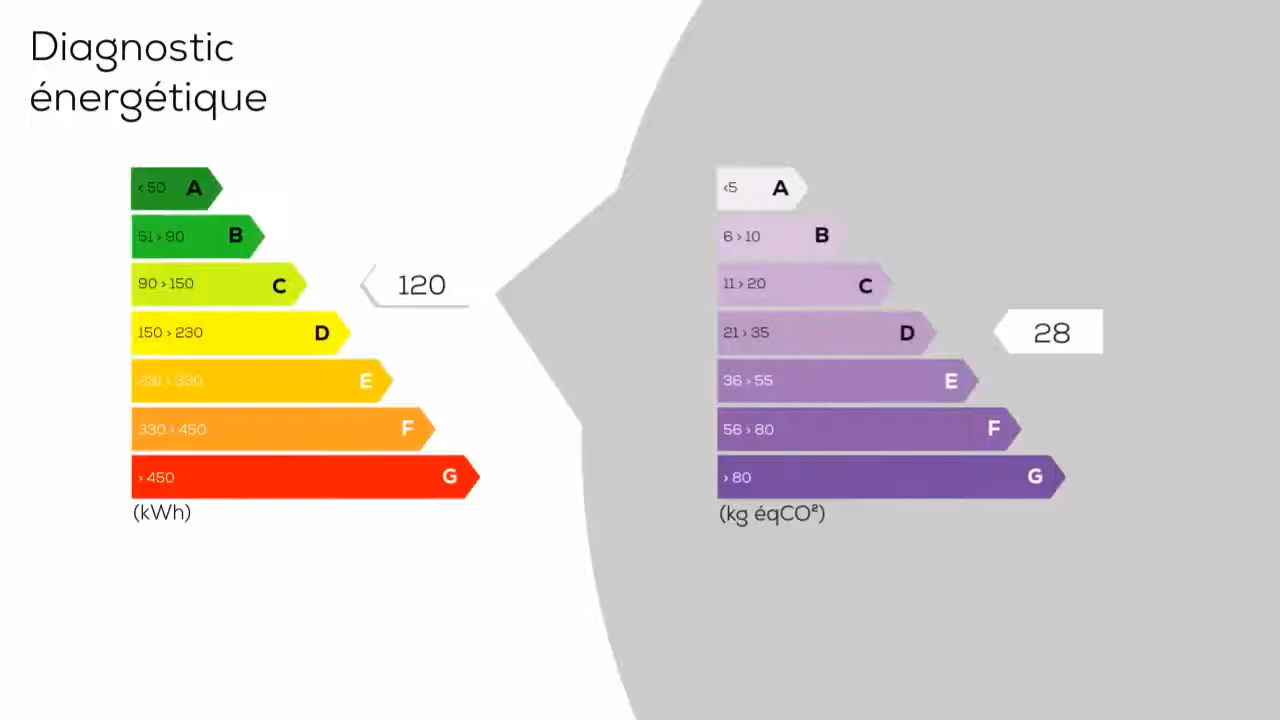 Diagnostic
énergétique
< 50 A
51 > 90 B
90 > 150 C
150 > 230 D
E
330 > 450 F
> 450 G
(kWh)
120
<5 A
6 > 10 B
11 > 20 C
21 > 35 D
36 > 55 E
56 > 80 F
> 80 G
(kg éqCO²)
28